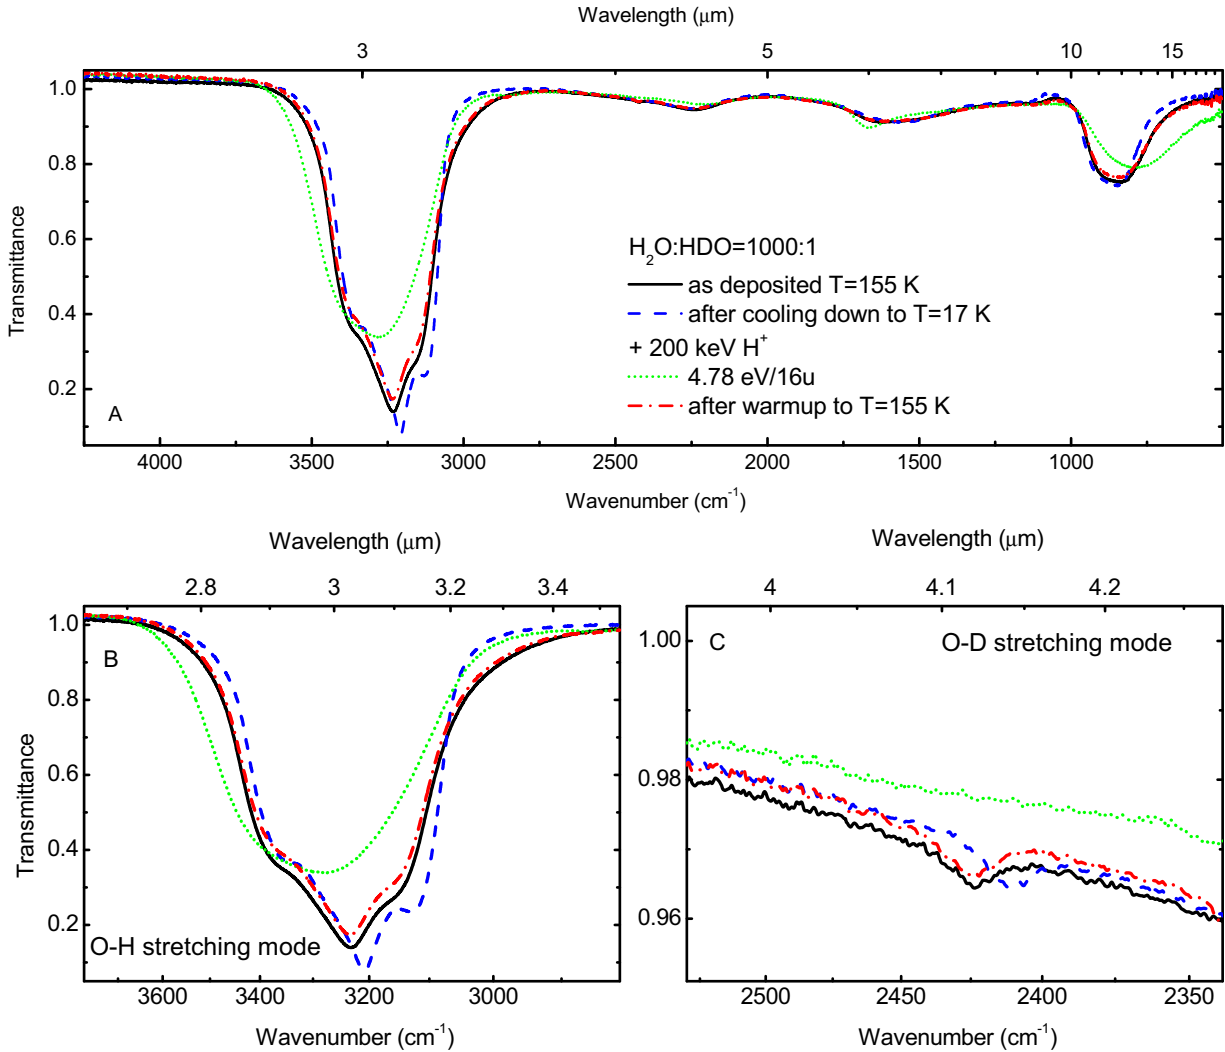 Wavelength (μm)
3 5 10 15
1.0
0.8
0.6
0.4
0.2
Transmittance
A
H2O:HDO=1000:1
as deposited T=155 K
after cooling down to T=17 K
+ 200 keV H+
4.78 eV/16u
after warmup to T=155 K
4000 3500 3000 2500 2000 1500 1000
Wavenumber (cm-1)
Wavelength (μm)
2.8 3 3.2 3.4
1.0
0.8
0.6
0.4
0.2
Transmittance
B
O-H stretching mode
3600 3400 3200 3000
Wavenumber (cm-1)
Wavelength (μm)
4 4.1 4.2
1.00
0.98
0.96
C
O-D stretching mode
2500 2450 2400 2350
Wavenumber (cm-1)